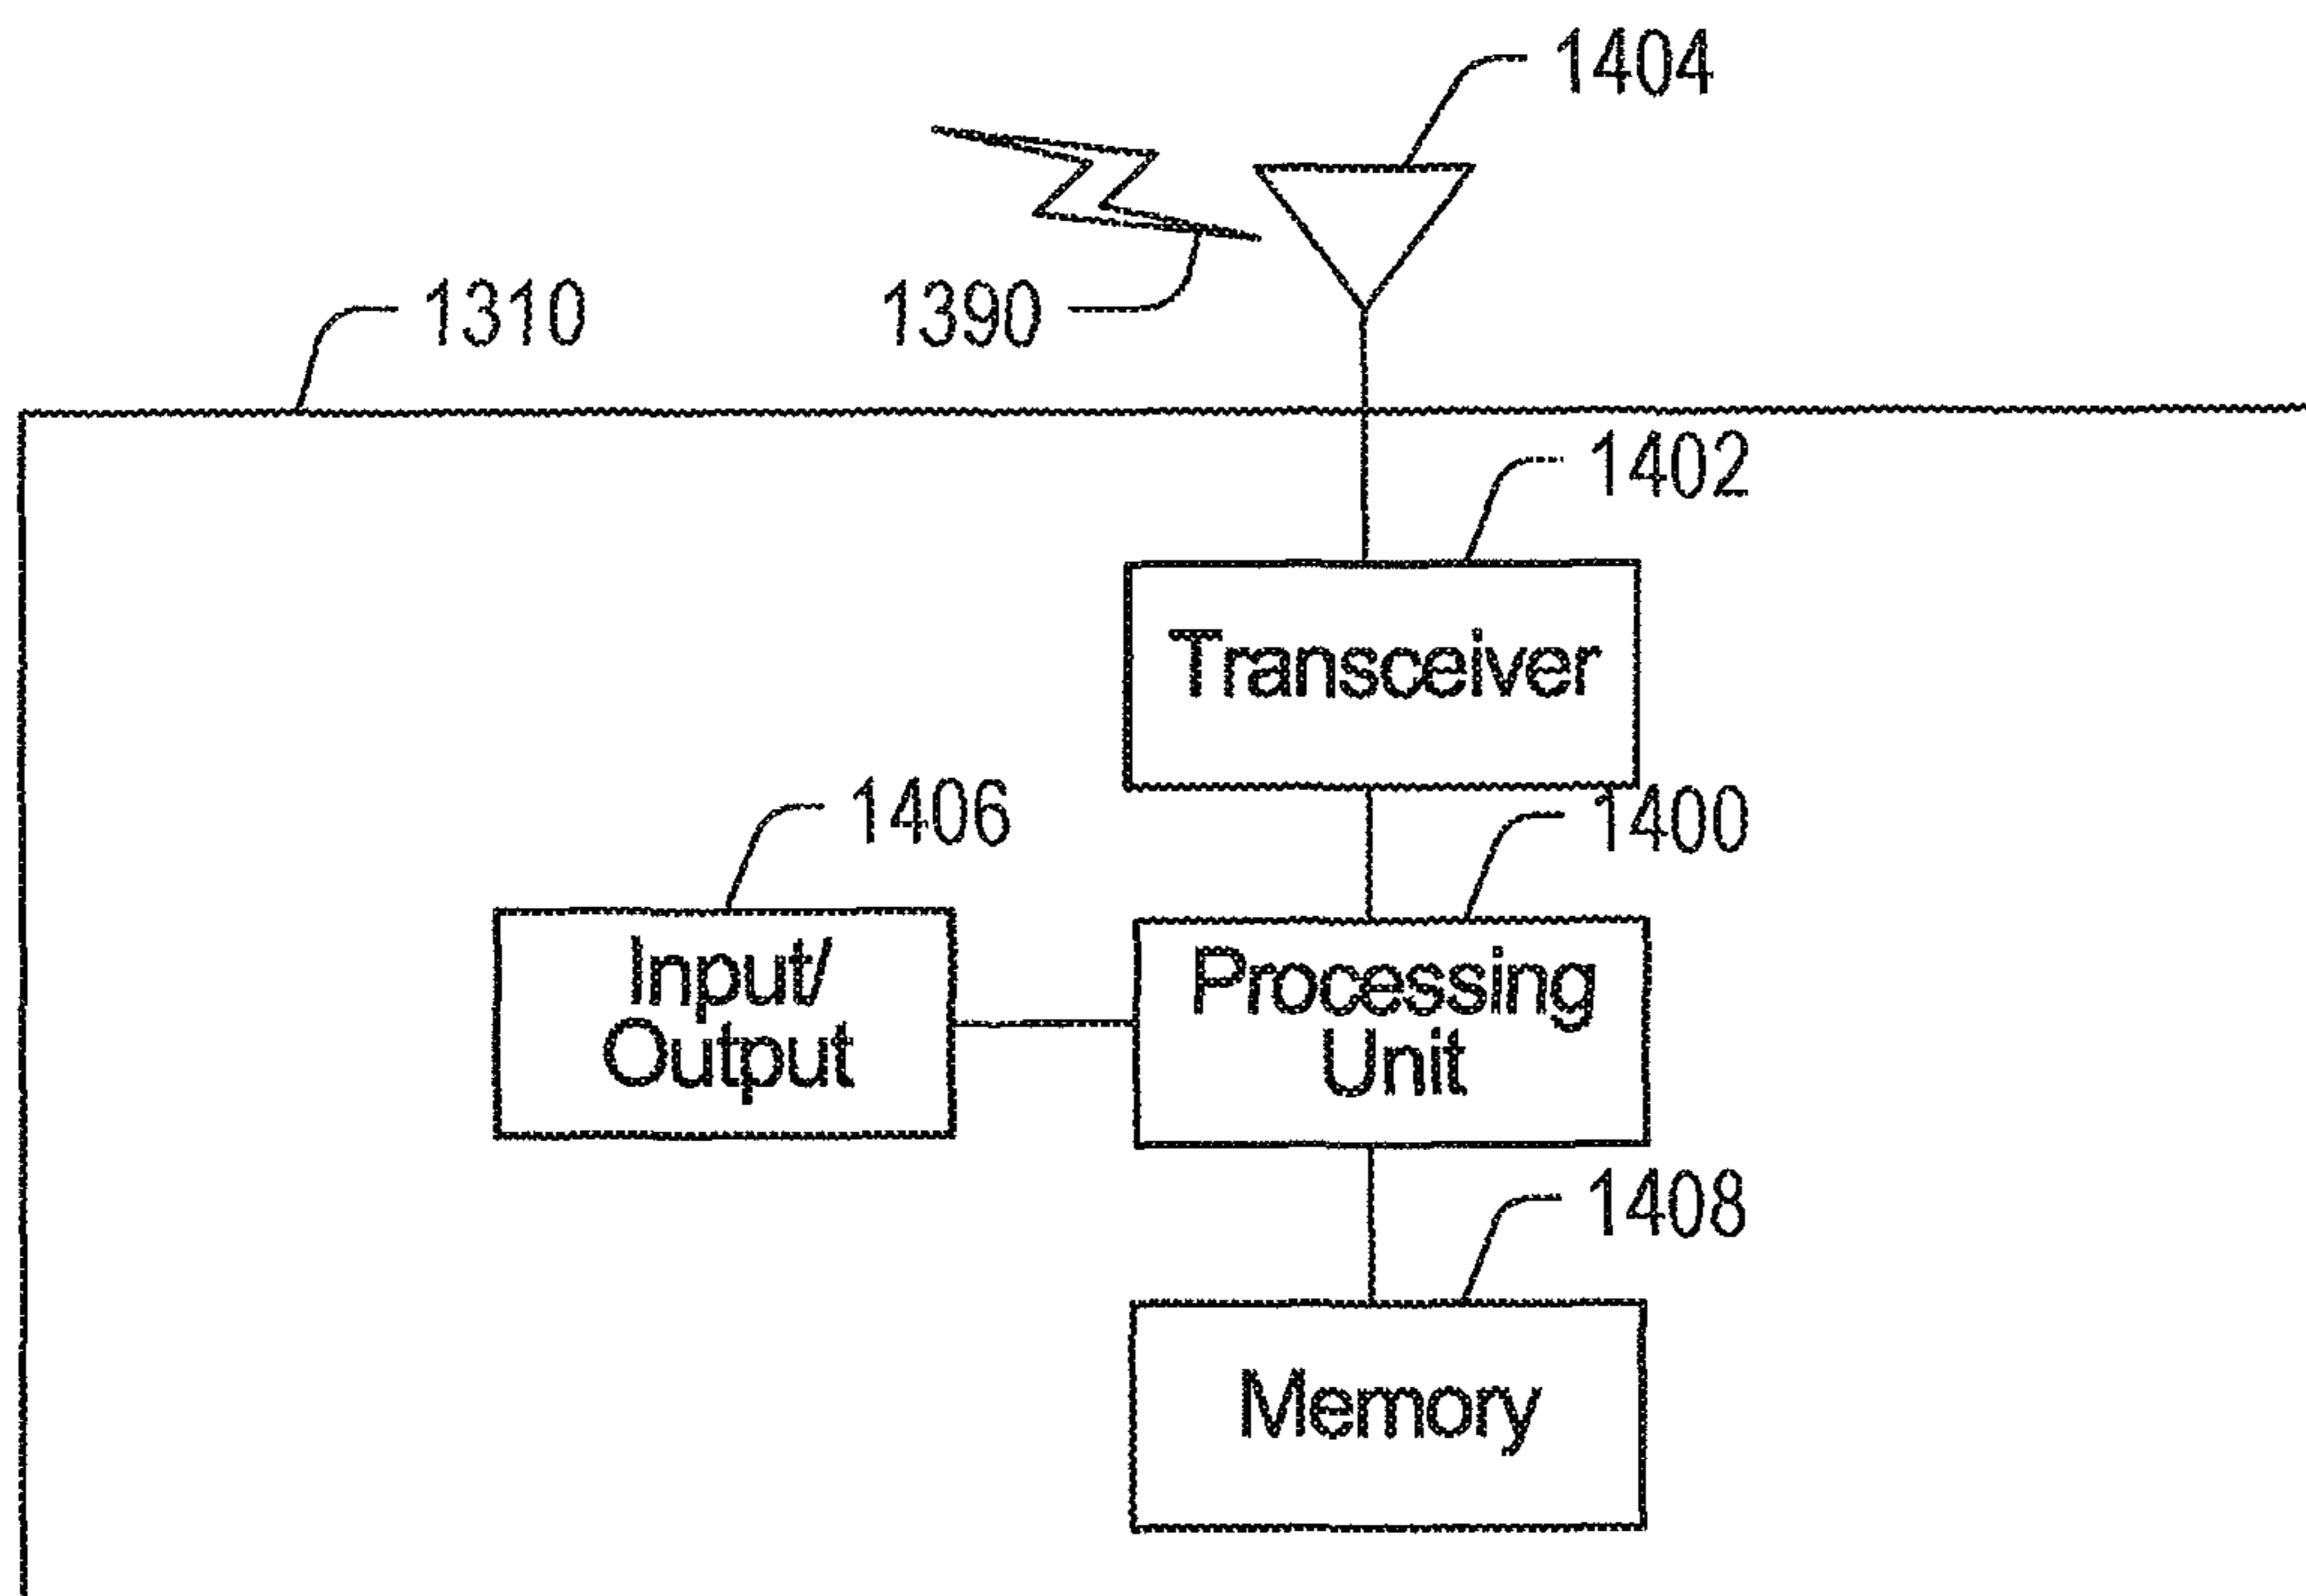 1404
1390
1310
1402
Transceiver
1400
1406
Input/
Output
Processing
Unit
1408
Memory